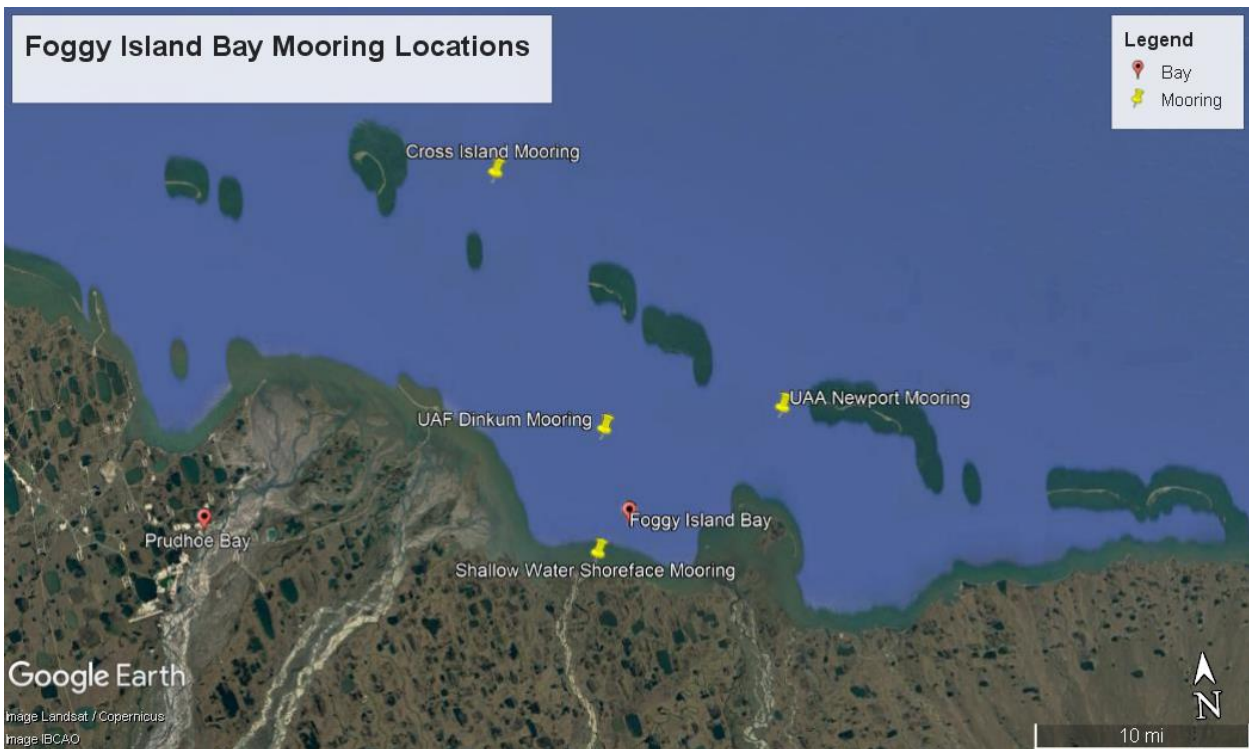 Foggy Island Bay Mooring Locations
Legend
Bay
Mooring
Cross Island Mooring
UAA Newport Mooring
UAF Dinkum Mooring
Foggy Island Bay
Prudhoe Bay
Shallow Water Shoreface Mooring
Google Earth
Image Landsat / Copernicus
Image IBCAO
N
10 mi